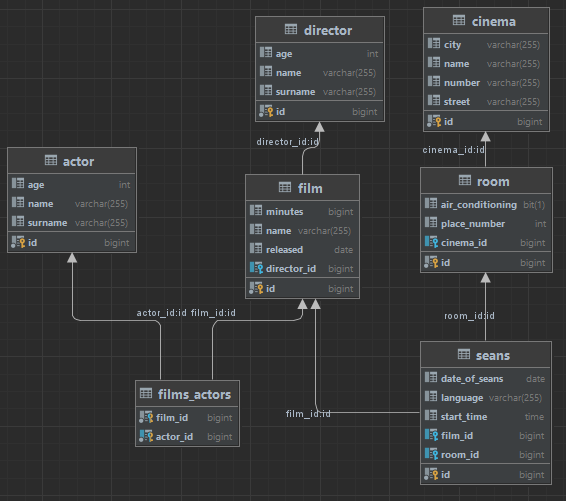 director
age int
name varchar(255)
surname varchar(255)
id bigint
cinema
city varchar(255)
name varchar(255)
number varchar(255)
street varchar(255)
id bigint
director_id:id
cinema_id:id
actor
age int
name varchar(255)
surname varchar(255)
id bigint
film
minutes bigint
name varchar(255)
released date
director_id bigint
id bigint
room
air_conditioning bit(1)
place_number int
cinema_id bigint
id bigint
actor_id:id film_id:id
room_id:id
films_actors
film_id bigint
actor_id bigint
film_id:id
seans
date_of_seans date
language varchar(255)
start_time time
film_id bigint
room_id bigint
id bigint